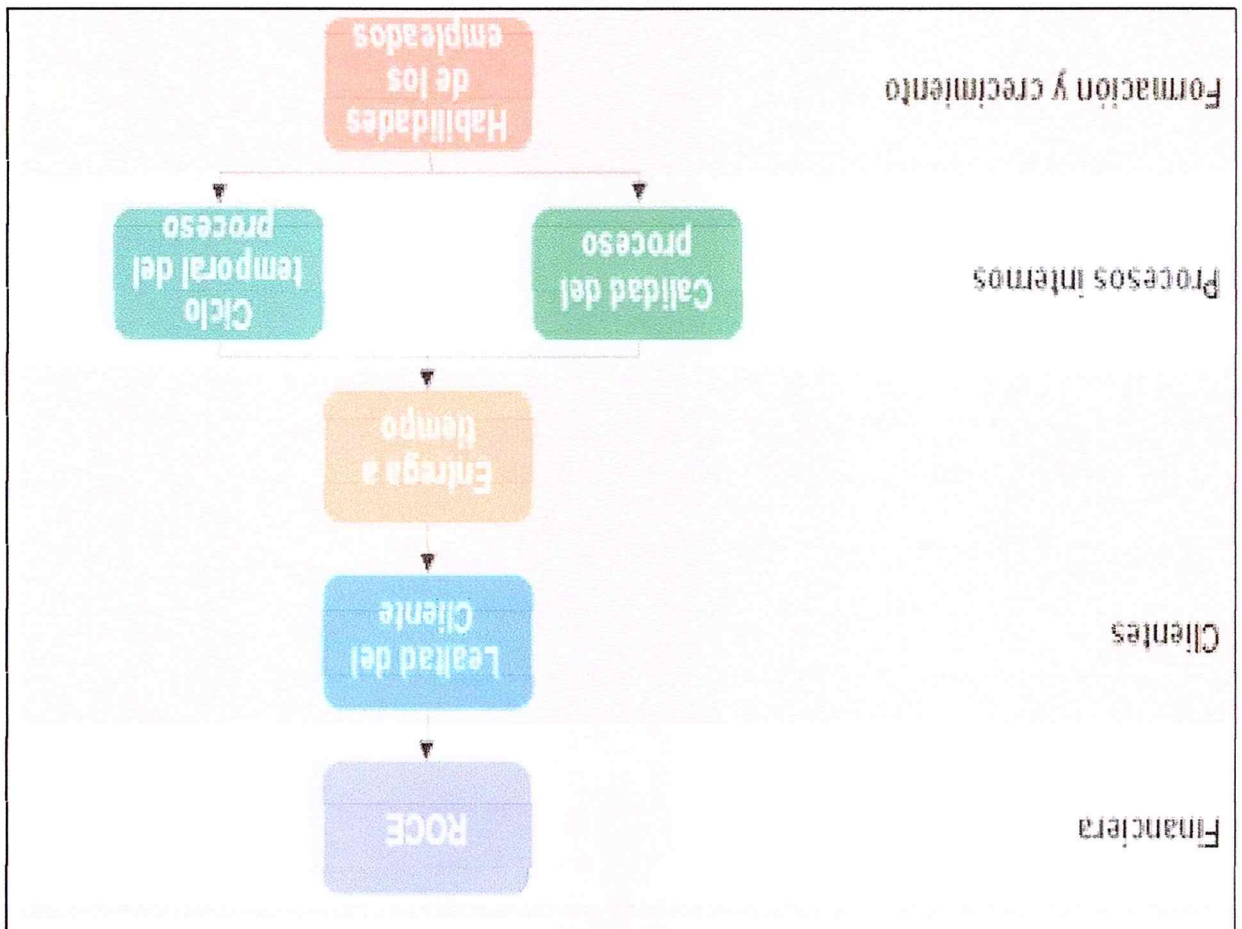 Financiera
ROCE
Clientes
Lealtad del
Cliente
Entrega a
tiempo
Procesos internos
Calidad del
proceso
Ciclo
temporal del
proceso
Formación y crecimiento
Habilidades
de los
empleados